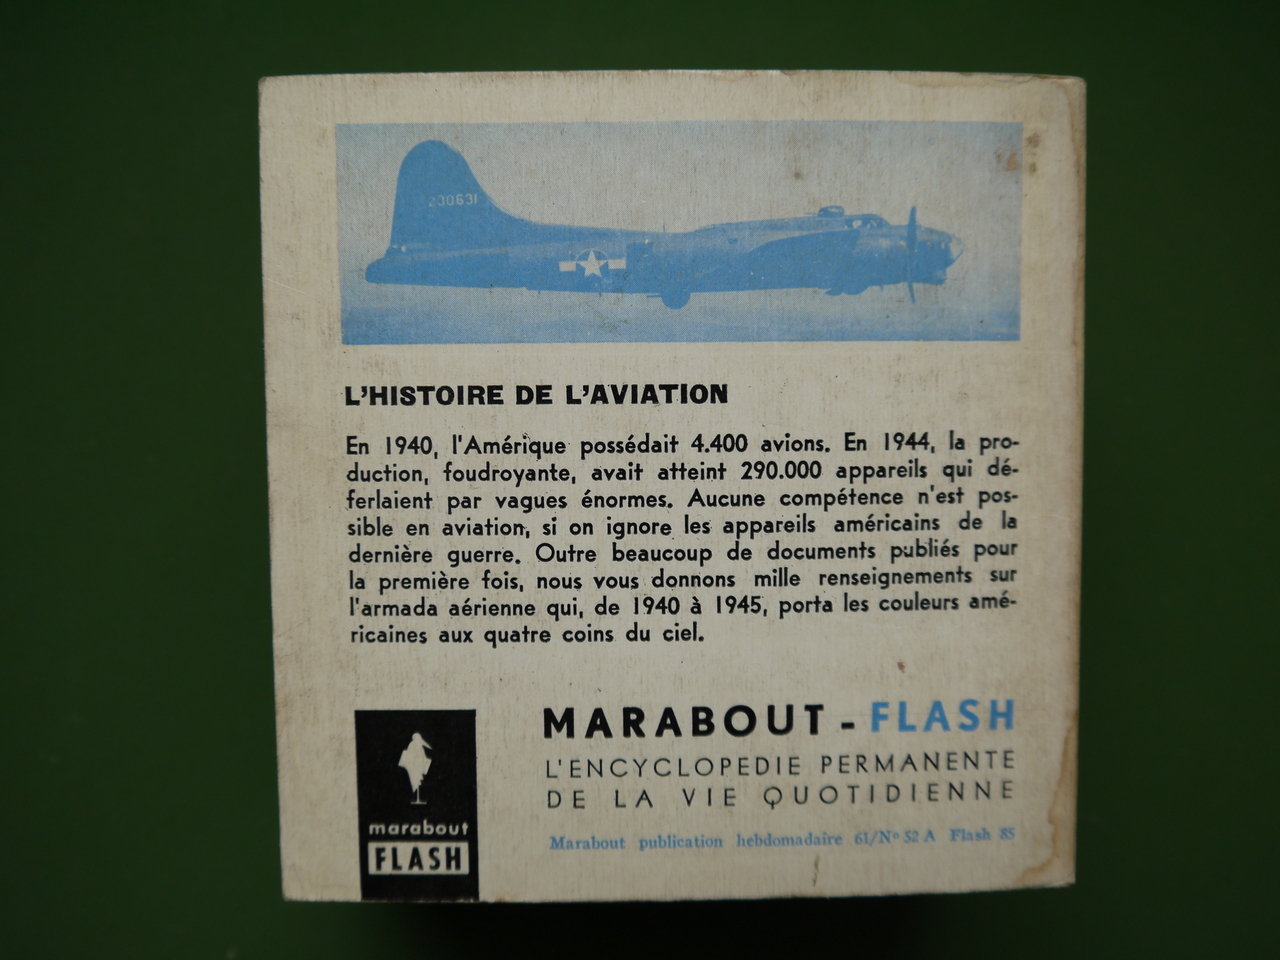 230631
L'HISTOIRE DE L'AVIATION
En 1940, l'Amérique possédait 4.400 avions. En 1944, la pro-
duction, foudroyante, avait atteint 290.000 appareils qui dé-
ferlaient par vagues énormes. Aucune compétence n'est pos-
sible en aviation, si on ignore les appareils américains de la
dernière guerre. Outre beaucoup de documents publiés pour
la première fois, nous vous donnons mille renseignements sur
l'armada aérienne qui, de 1940 à 1945, porta les couleurs amé-
ricaines aux quatre coins du ciel.
MARABOUT - FLASH
L'ENCYCLOPEDIE PERMANENTE
DE LA VIE QUOTIDIENNE
Marabout publication hebdomadaire 61/Nº 52 A Flash 85
marabout
FLASH